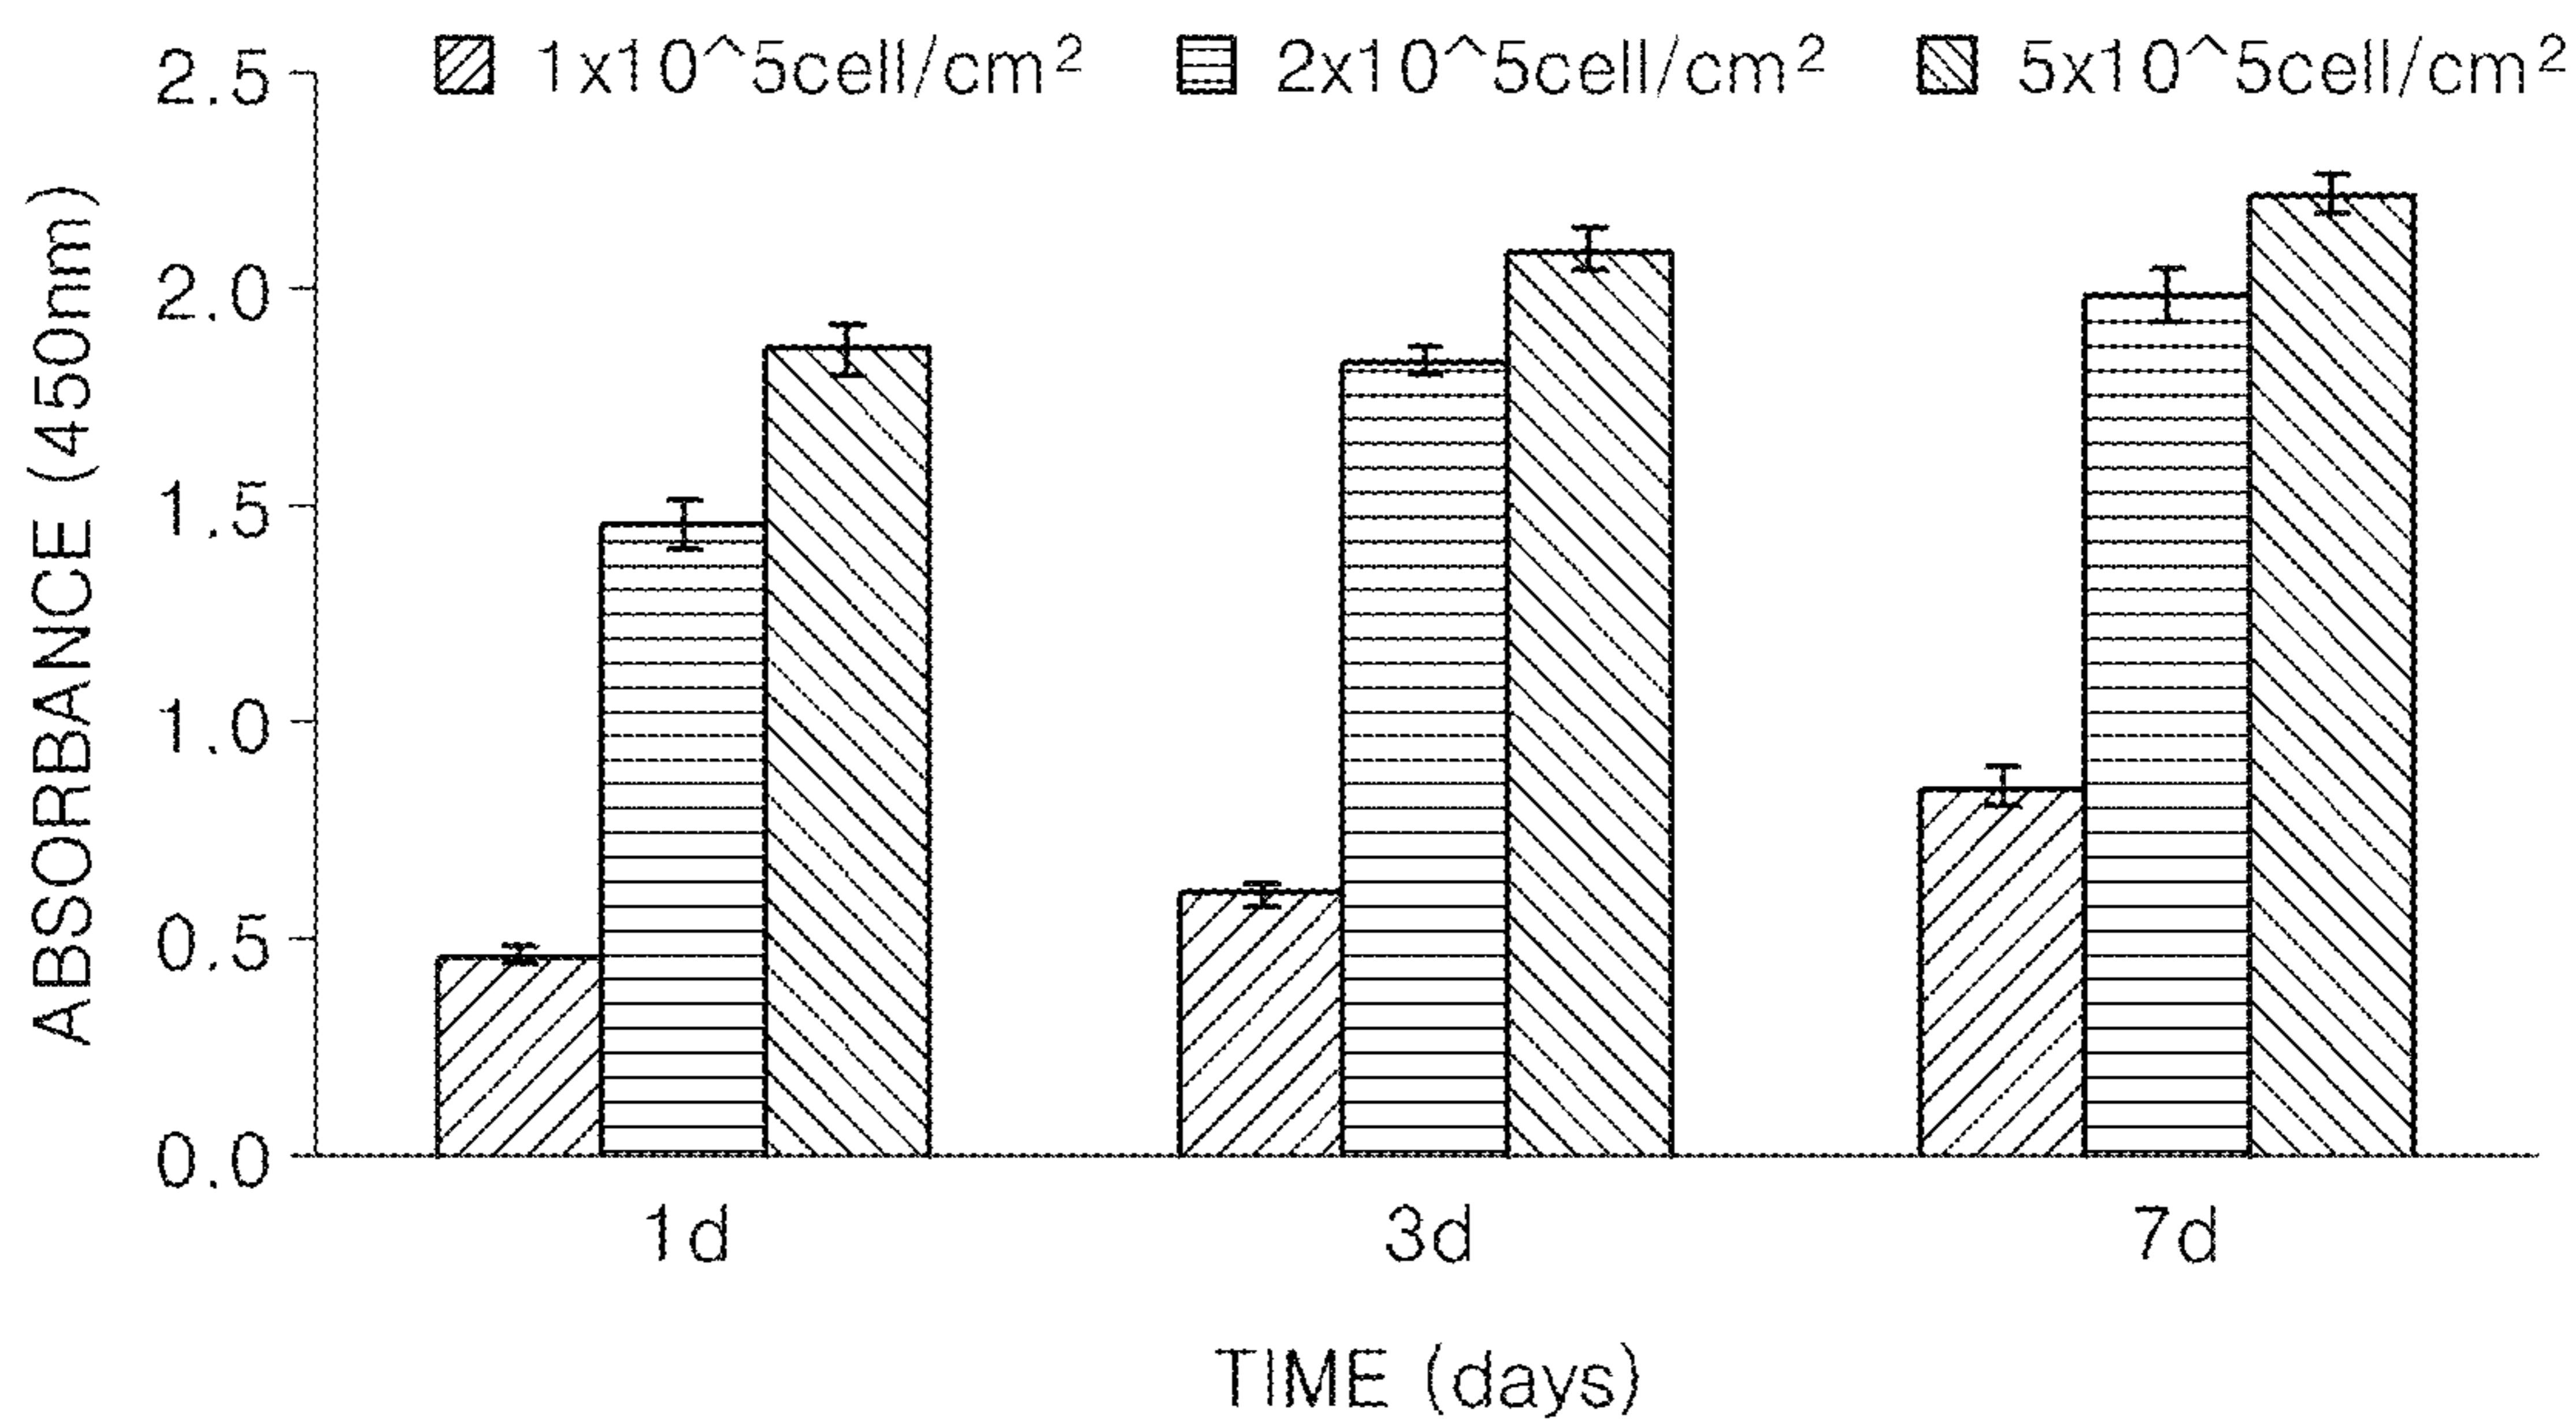 1x10^5cell/cm² 2x10^5cell/cm² 5x10^5cell/cm²
ABSORBANCE (450nm)
2.5
2.0
1.5
1.0
0.5
0.0
1d 3d 7d
TIME (days)